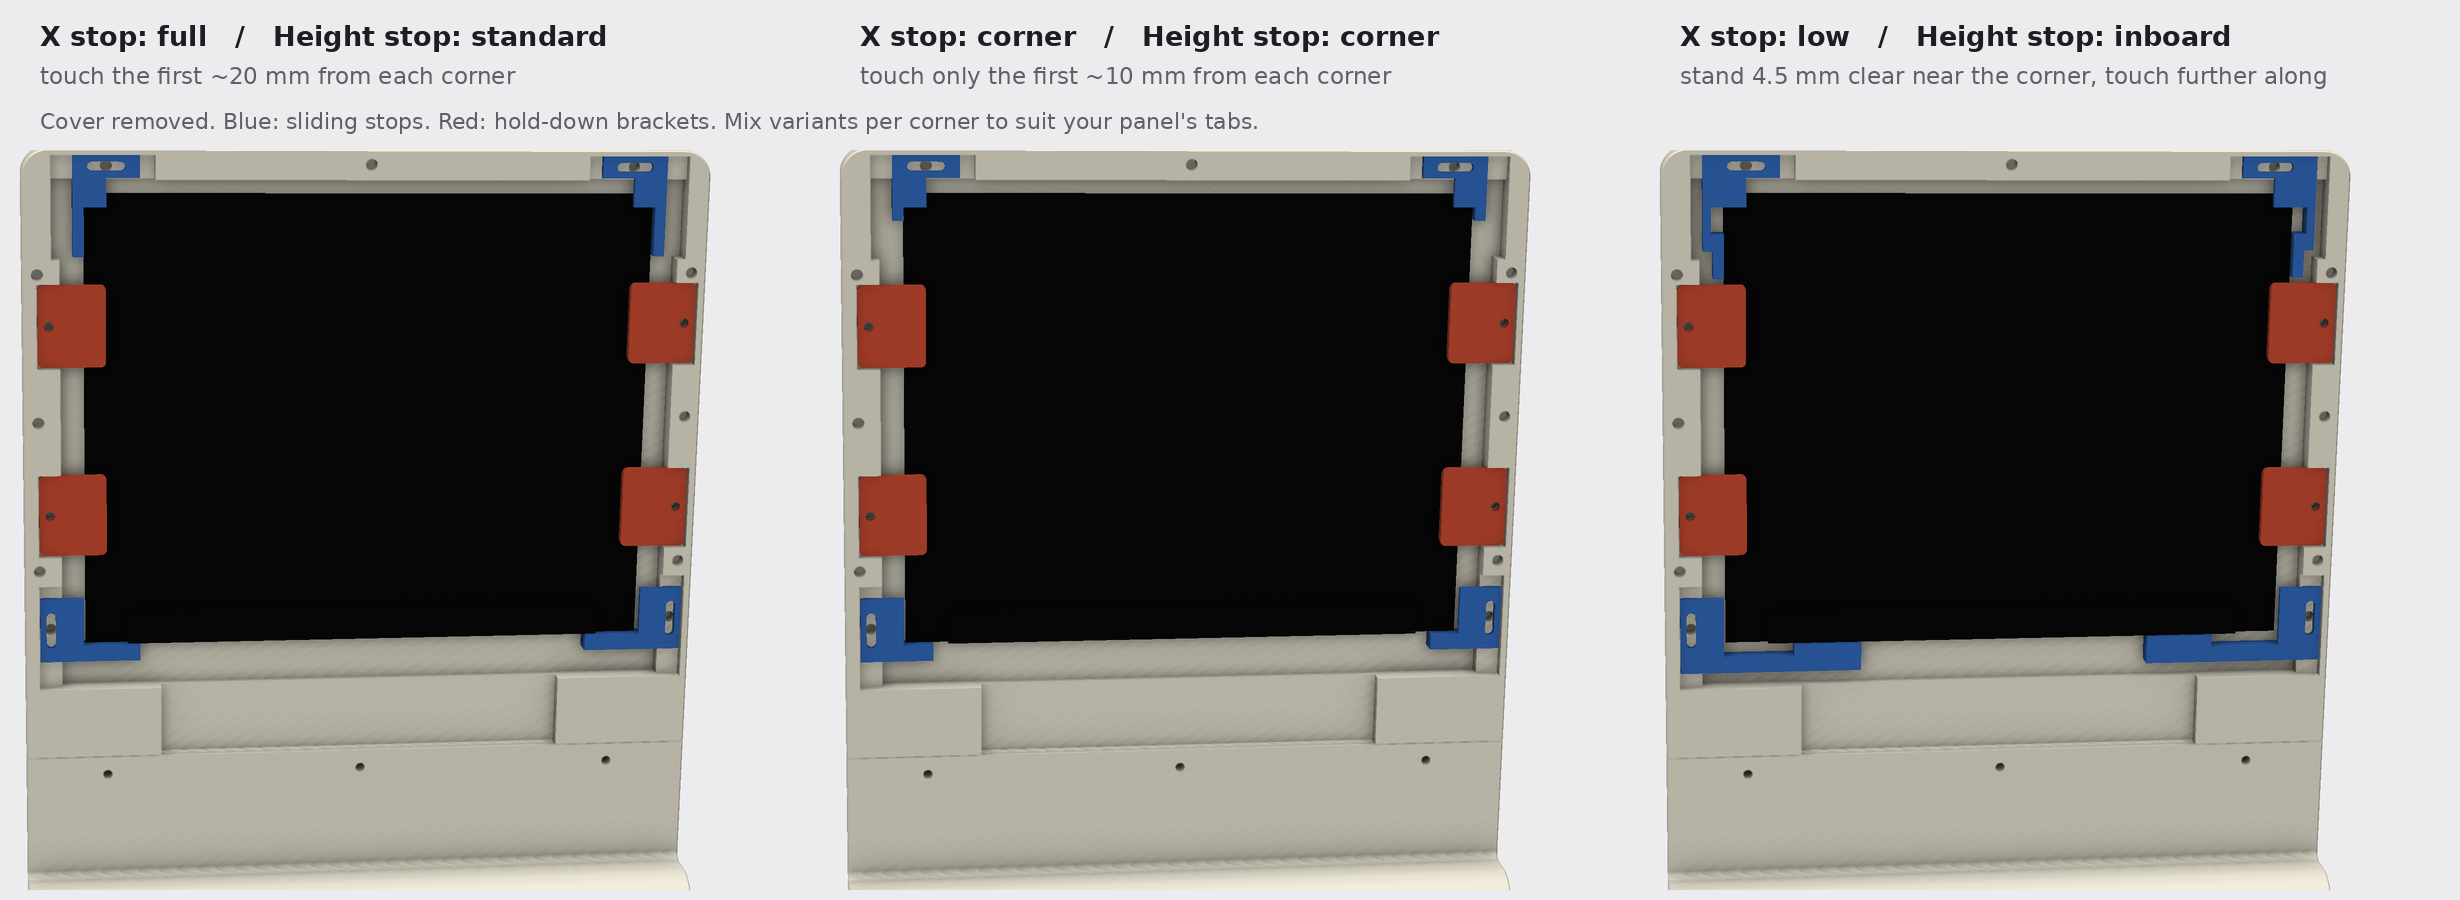 X stop: full / Height stop: standard
touch the first ~20 mm from each corner
X stop: corner / Height stop: corner
touch only the first ~10 mm from each corner
X stop: low / Height stop: inboard
stand 4.5 mm clear near the corner, touch further along
Cover removed. Blue: sliding stops. Red: hold-down brackets. Mix variants per corner to suit your panel's tabs.